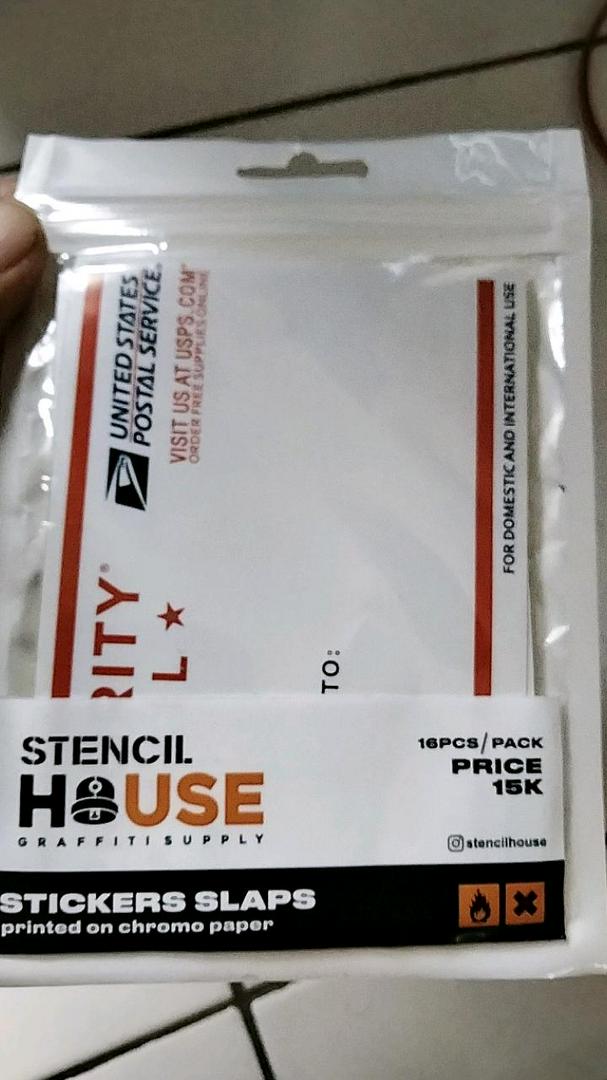 UNITED STATES
POSTAL SERVICE®
VISIT US AT USPS.COM®
ORDER FREE SUPPLIES ONLINE
RITY®
L ★
TO:
FOR DOMESTIC AND INTERNATIONAL USE
STENCIL
HOUSE
GRAFFITI SUPPLY
16PCS/PACK
PRICE
15K
stencilhouse
STICKERS SLAPS
printed on chromo paper